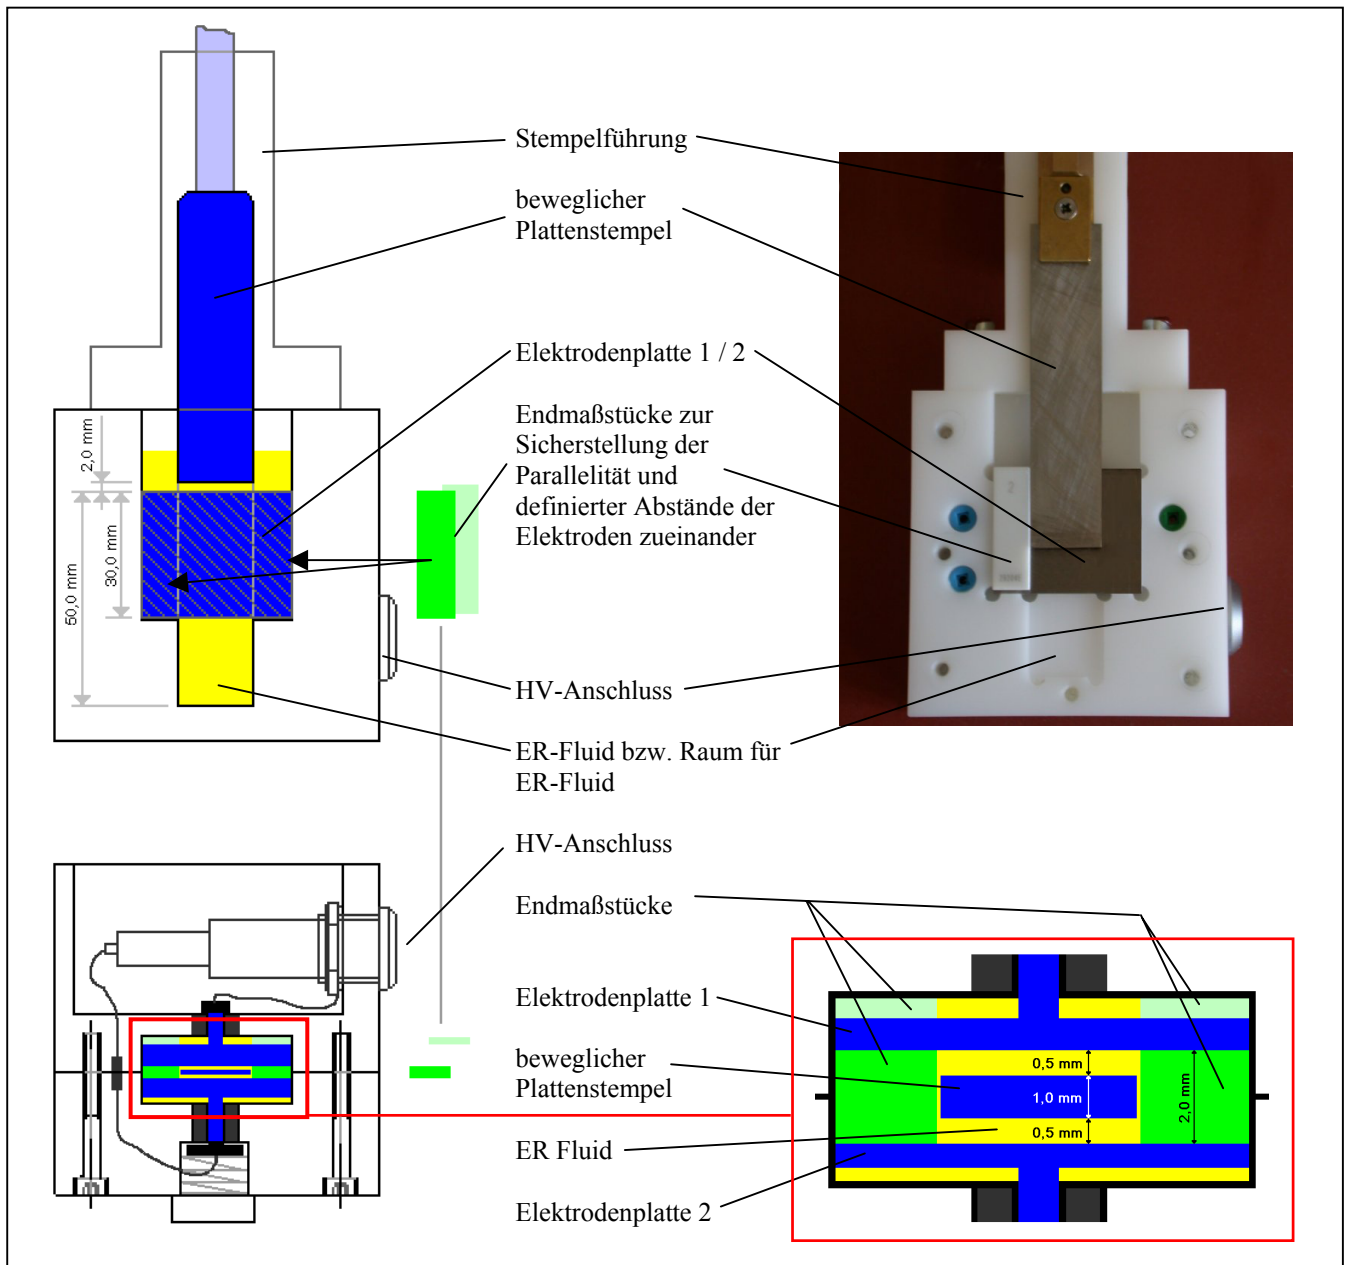 Stempelführung
beweglicher
Plattenstempel
Elektrodenplatte 1 / 2
Endmaßstücke zur
Sicherstellung der
Parallelität und
definierter Abstände der
Elektroden zueinander
2,0 mm
30,0 mm
50,0 mm
2
HV-Anschluss
ER-Fluid bzw. Raum für
ER-Fluid
HV-Anschluss
Endmaßstücke
Elektrodenplatte 1
beweglicher
Plattenstempel
ER Fluid
Elektrodenplatte 2
0,5 mm
1,0 mm
0,5 mm
2,0 mm